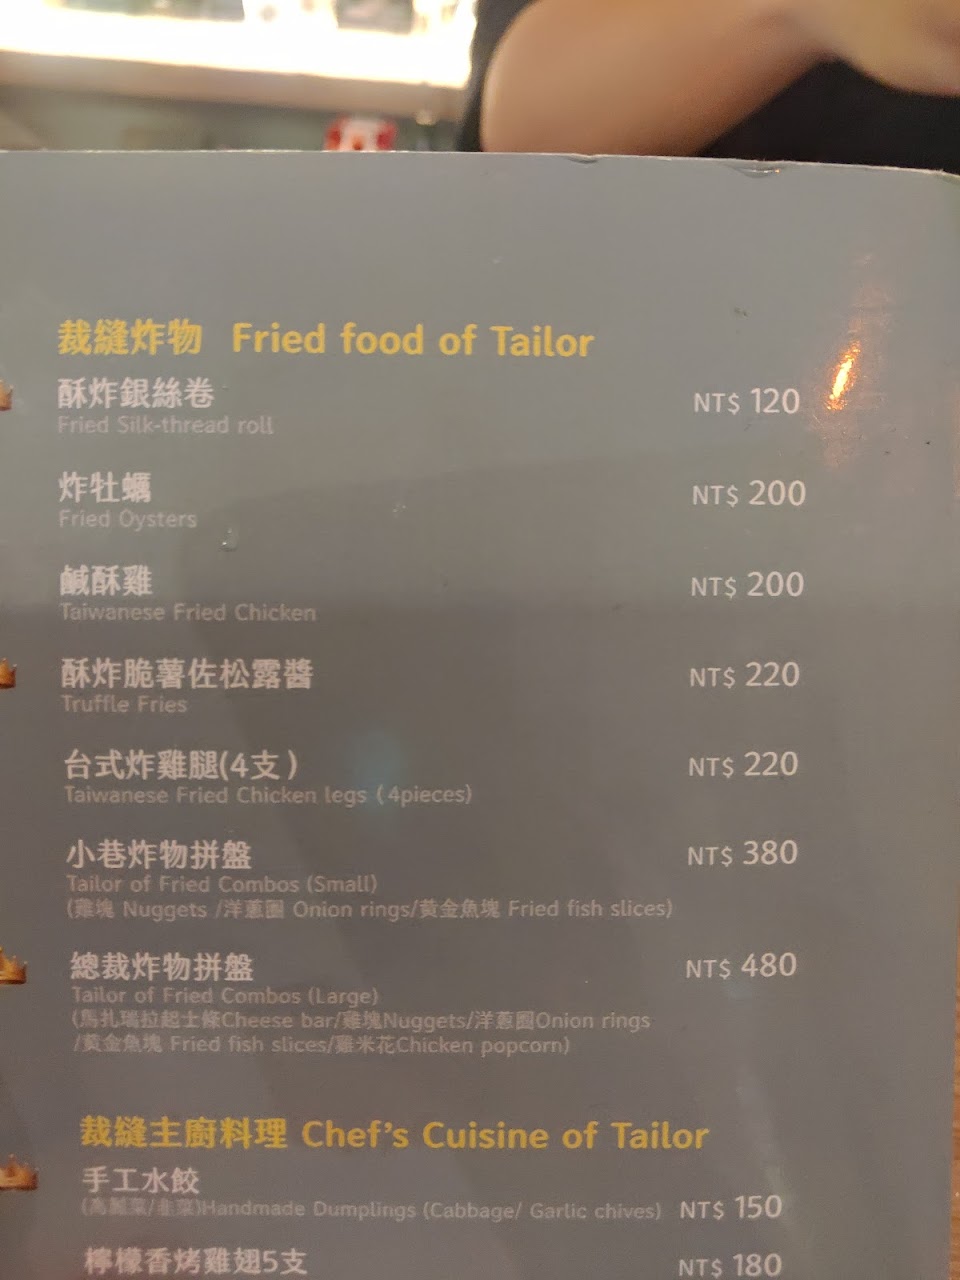 裁縫炸物 Fried food of Tailor
酥炸銀絲卷 NT$ 120
Fried Silk-thread roll
炸牡蠣 NT$ 200
Fried Oysters
鹹酥雞 NT$ 200
Taiwanese Fried Chicken
酥炸脆薯佐松露醬 NT$ 220
Truffle Fries
台式炸雞腿(4支) NT$ 220
Taiwanese Fried Chicken legs (4pieces)
小巷炸物拼盤 NT$ 380
Tailor of Fried Combos (Small)
(雞塊 Nuggets /洋蔥圈 Onion rings/黃金魚塊 Fried fish slices)
總裁炸物拼盤 NT$ 480
Tailor of Fried Combos (Large)
(馬扎瑞拉起士條Cheese bar/雞塊Nuggets/洋蔥圈Onion rings
/黃金魚塊 Fried fish slices/雞米花Chicken popcorn)
裁縫主廚料理 Chef's Cuisine of Tailor
手工水餃
(高麗菜/韭菜)Handmade Dumplings (Cabbage/ Garlic chives) NT$ 150
檸檬香烤雞翅5支 NT$ 180